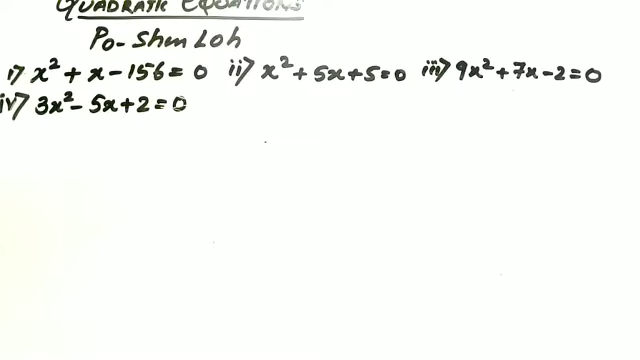 QUADRATIC EQUATIONS
Po-Shen Loh
i) x² + x - 156 = 0 ii) x² + 5x + 5 = 0 iii) 9x² + 7x - 2 = 0
iv) 3x² - 5x + 2 = 0